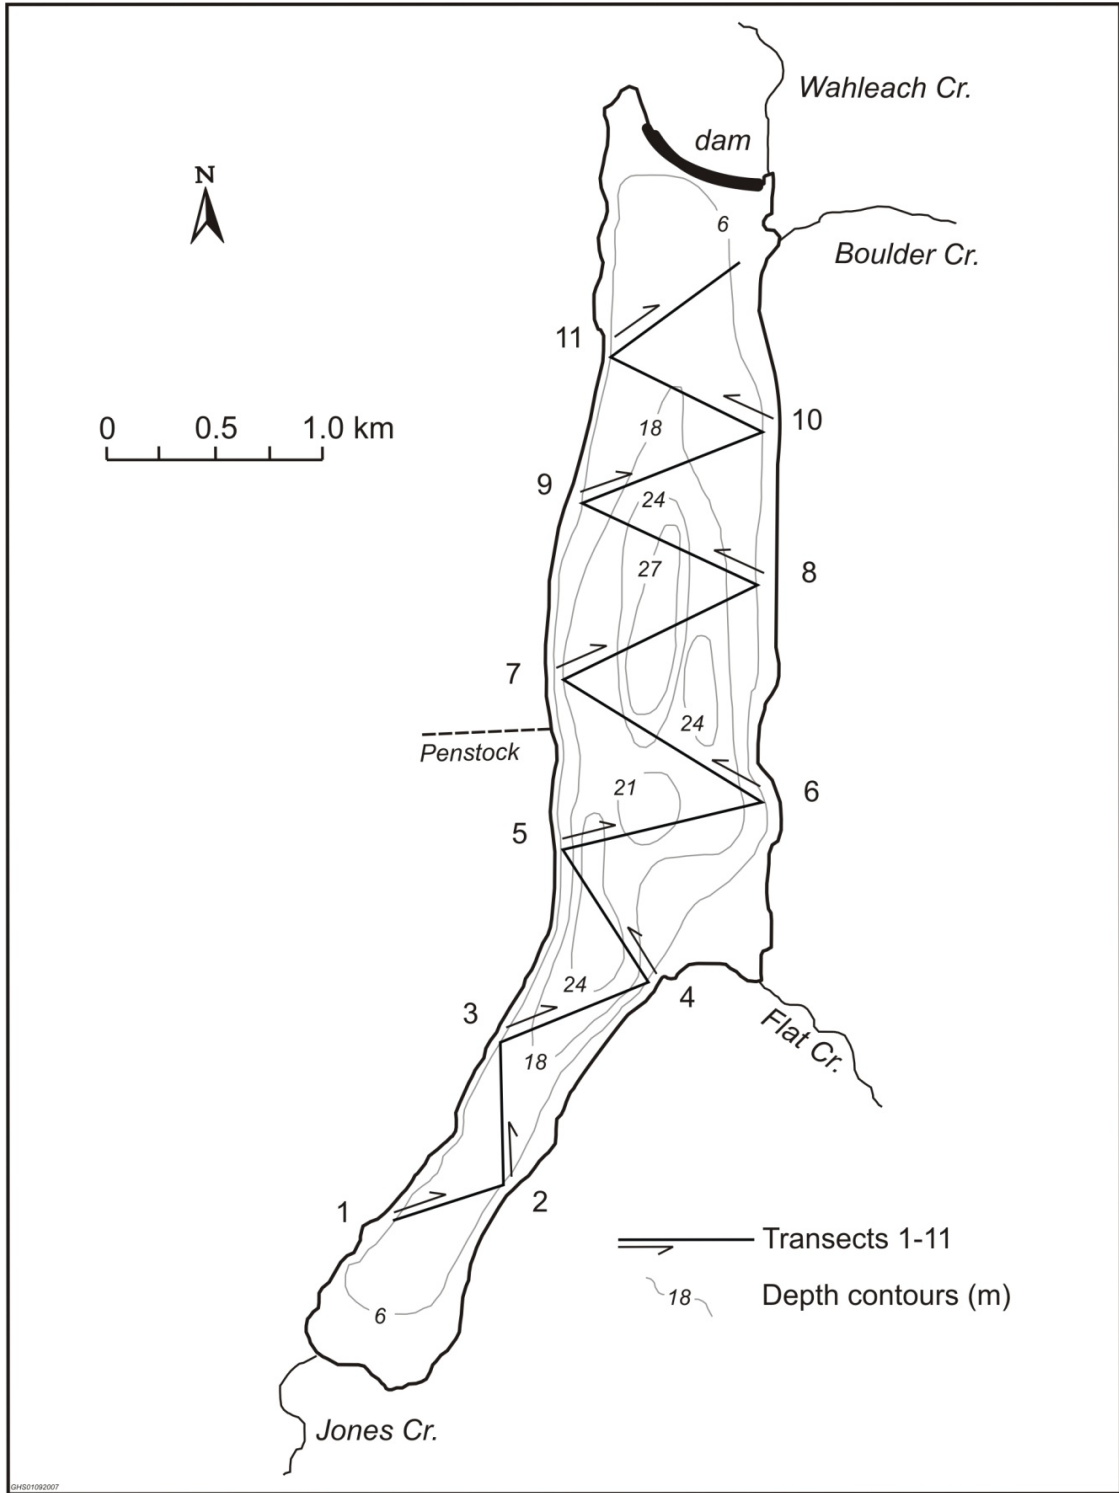 Wahleach Cr.
dam
N
6
Boulder Cr.
11
0 0.5 1.0 km
18
10
9
24
27
8
7
24
Penstock
21
6
5
24
4
3
Flat Cr.
18
1
2
Transects 1-11
18
Depth contours (m)
6
Jones Cr.
GHS01092007